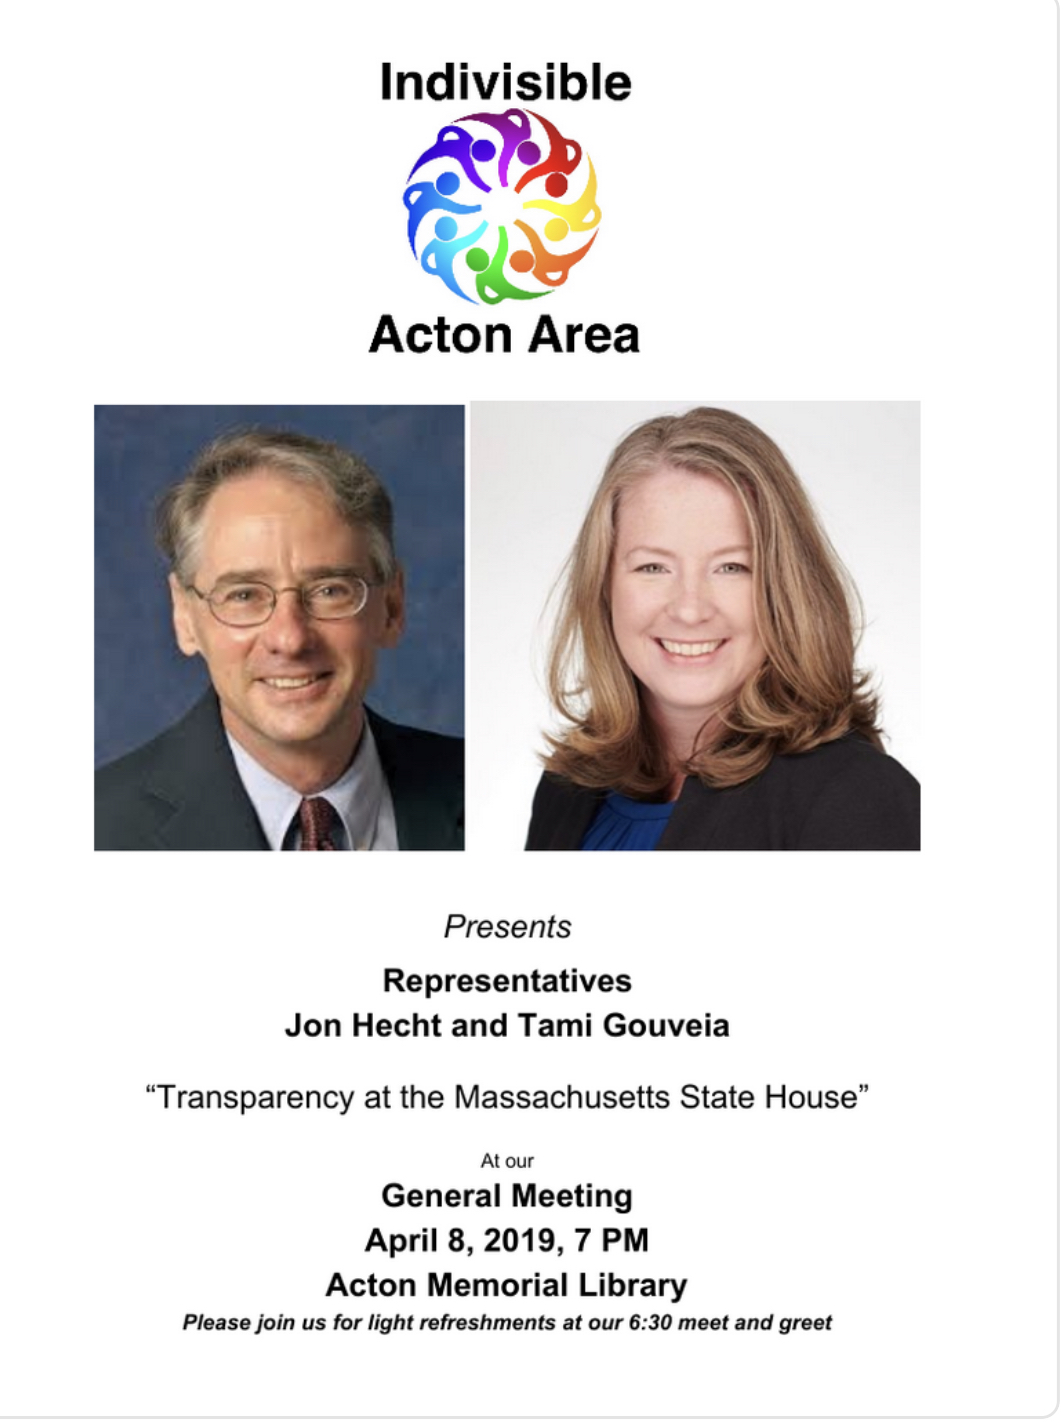 Indivisible
Acton Area
Presents
Representatives
Jon Hecht and Tami Gouveia
“Transparency at the Massachusetts State House”
At our
General Meeting
April 8, 2019, 7 PM
Acton Memorial Library
Please join us for light refreshments at our 6:30 meet and greet